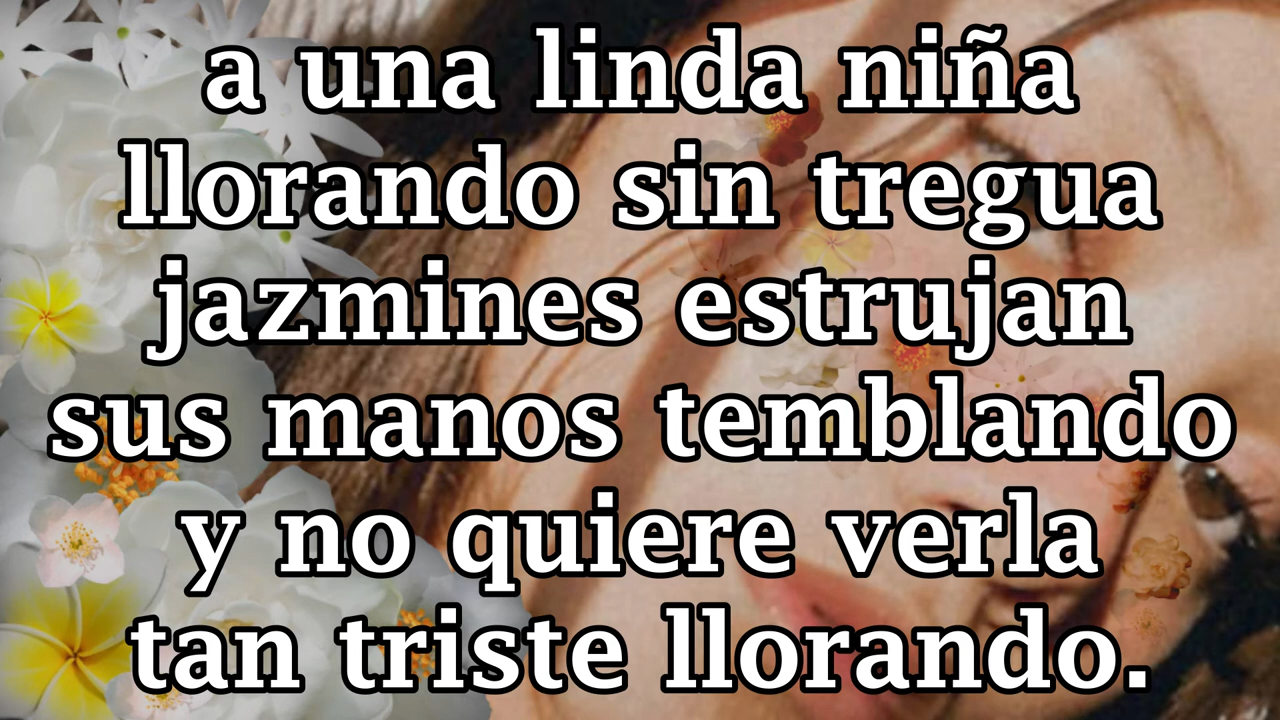 a una linda niña
llorando sin tregua
jazmines estrujan
sus manos temblando
y no quiere verla
tan triste llorando.